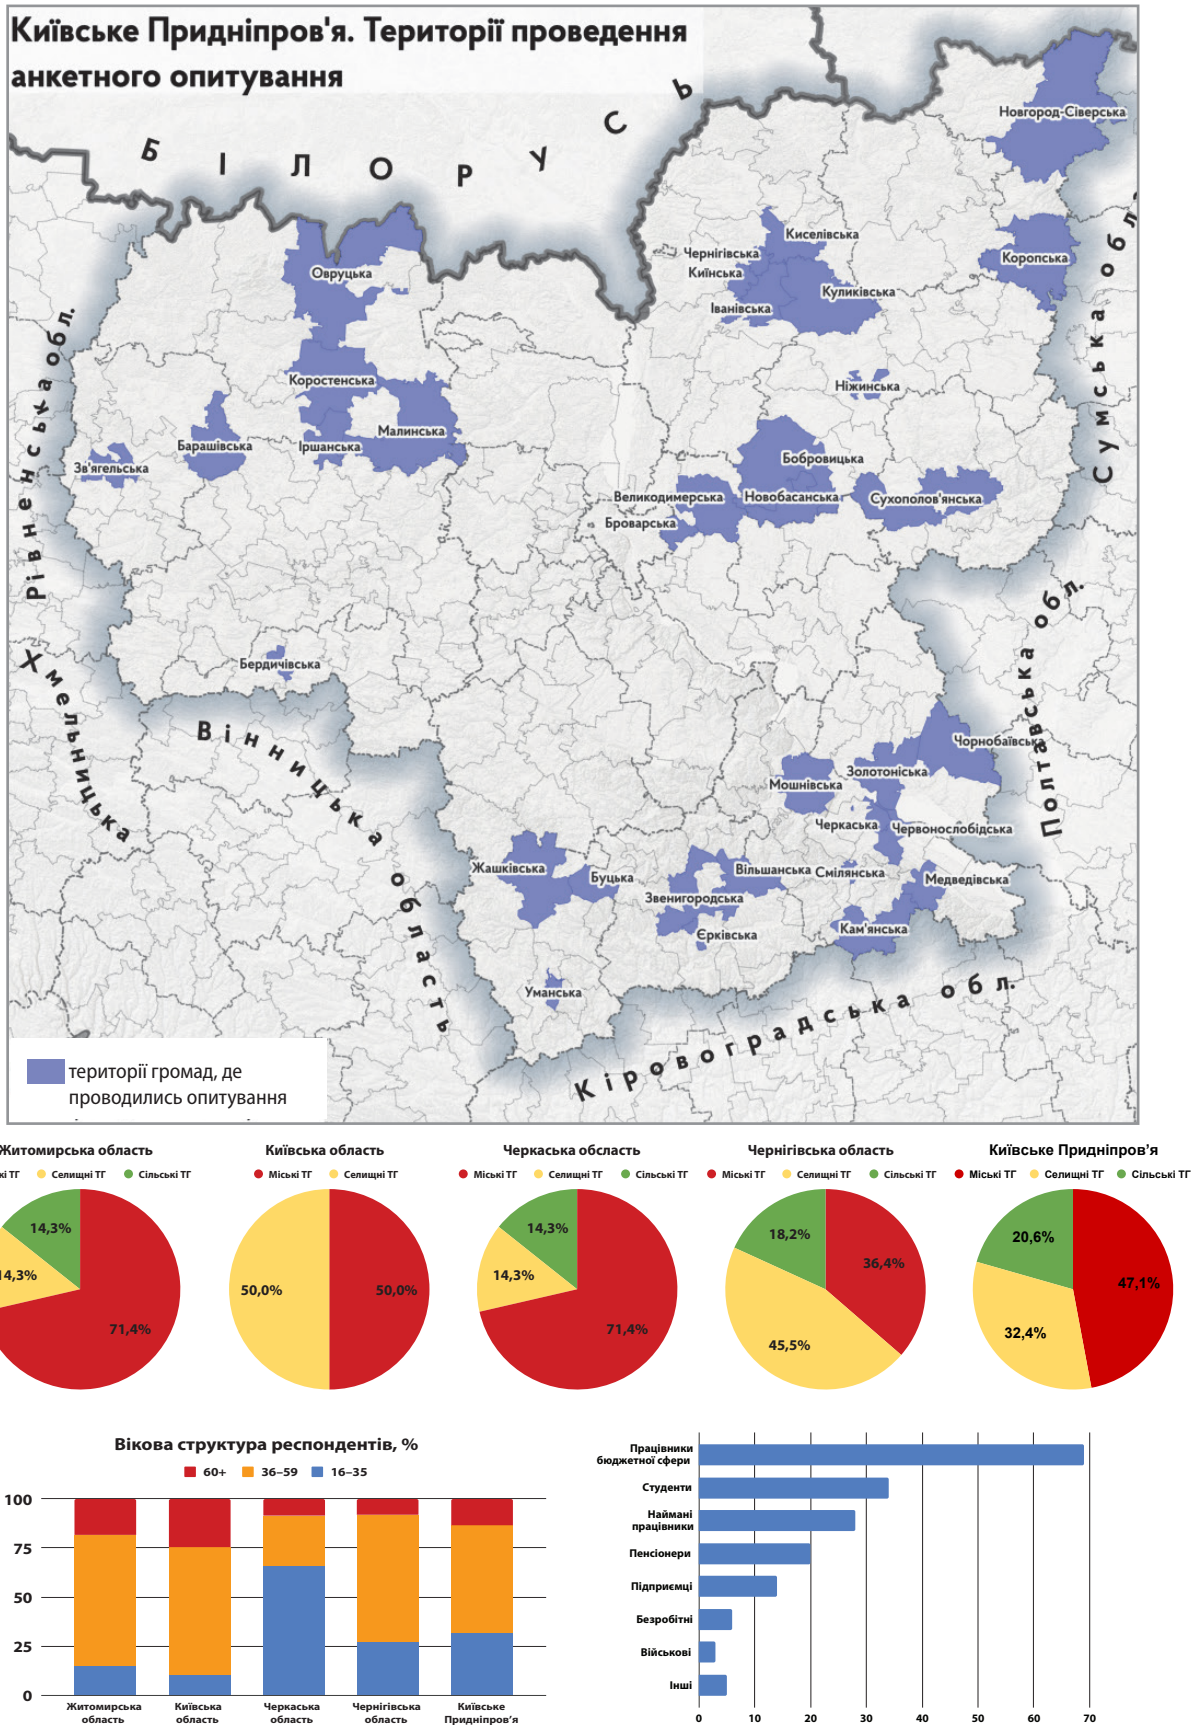 Київське Придніпров'я. Території проведення
анкетного опитування
БІЛОРУСЬ
Новгород-Сіверська
Киселівська
Чернігівська
Київнська
Коропська
Овруцька
Куликівська
Іванівська
Рівненська обл.
Сумська обл.
Коростенська
Ніжинська
Малинська
Барашівська
Іршанська
Зв'ягельська
Бобровицька
Великодимерська
Новобасанська
Сухополов'янська
Броварська
Бердичівська
Хмельницька
Вінницька область
Полтавська обл.
Чорнобаївська
Золотоніська
Мошнівська
Черкаська
Червонослобідська
Жашківська
Буцька
Вільшанська
Смілянська
Медведівська
Звенигородська
Єрківська
Кам'янська
Уманська
Кіровоградська обл.
території громад, де
проводились опитування
Житомирська область
Київська область
Черкаська обсласть
Чернігівська область
Київське Придніпров’я
кі ТГ Селищні ТГ Сільські ТГ
Міські ТГ Селищні ТГ
Міські ТГ Селищні ТГ Сільські ТГ
Міські ТГ Селищні ТГ Сільські ТГ
Міські ТГ Селищні ТГ Сільські ТГ
14,3%
14,3%
71,4%
50,0%
50,0%
14,3%
14,3%
71,4%
18,2%
36,4%
45,5%
20,6%
47,1%
32,4%
Вікова структура респондентів, %
60+ 36–59 16–35
100
75
50
25
0
Житомирська
область
Київська
область
Черкаська
область
Чернігівська
область
Київське
Придніпров’я
Працівники
бюджетної сфери
Студенти
Наймані
працівники
Пенсіонери
Підприємці
Безробітні
Військові
Інші
0 10 20 30 40 50 60 70